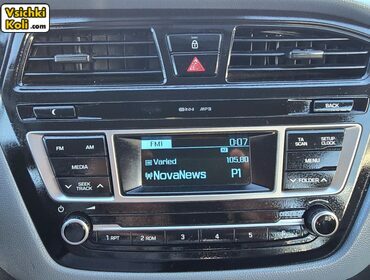 Vsichki
Koli.com
MP3
BACK
FM
AM
MEDIA
SEEK
TRACK
FM1
0:07
Varied
105.80
NovaNews
P1
TA
SCAN
SETUP
CLOCK
MENU
FOLDER
1 RPT
2 RDM
3
4
5
6